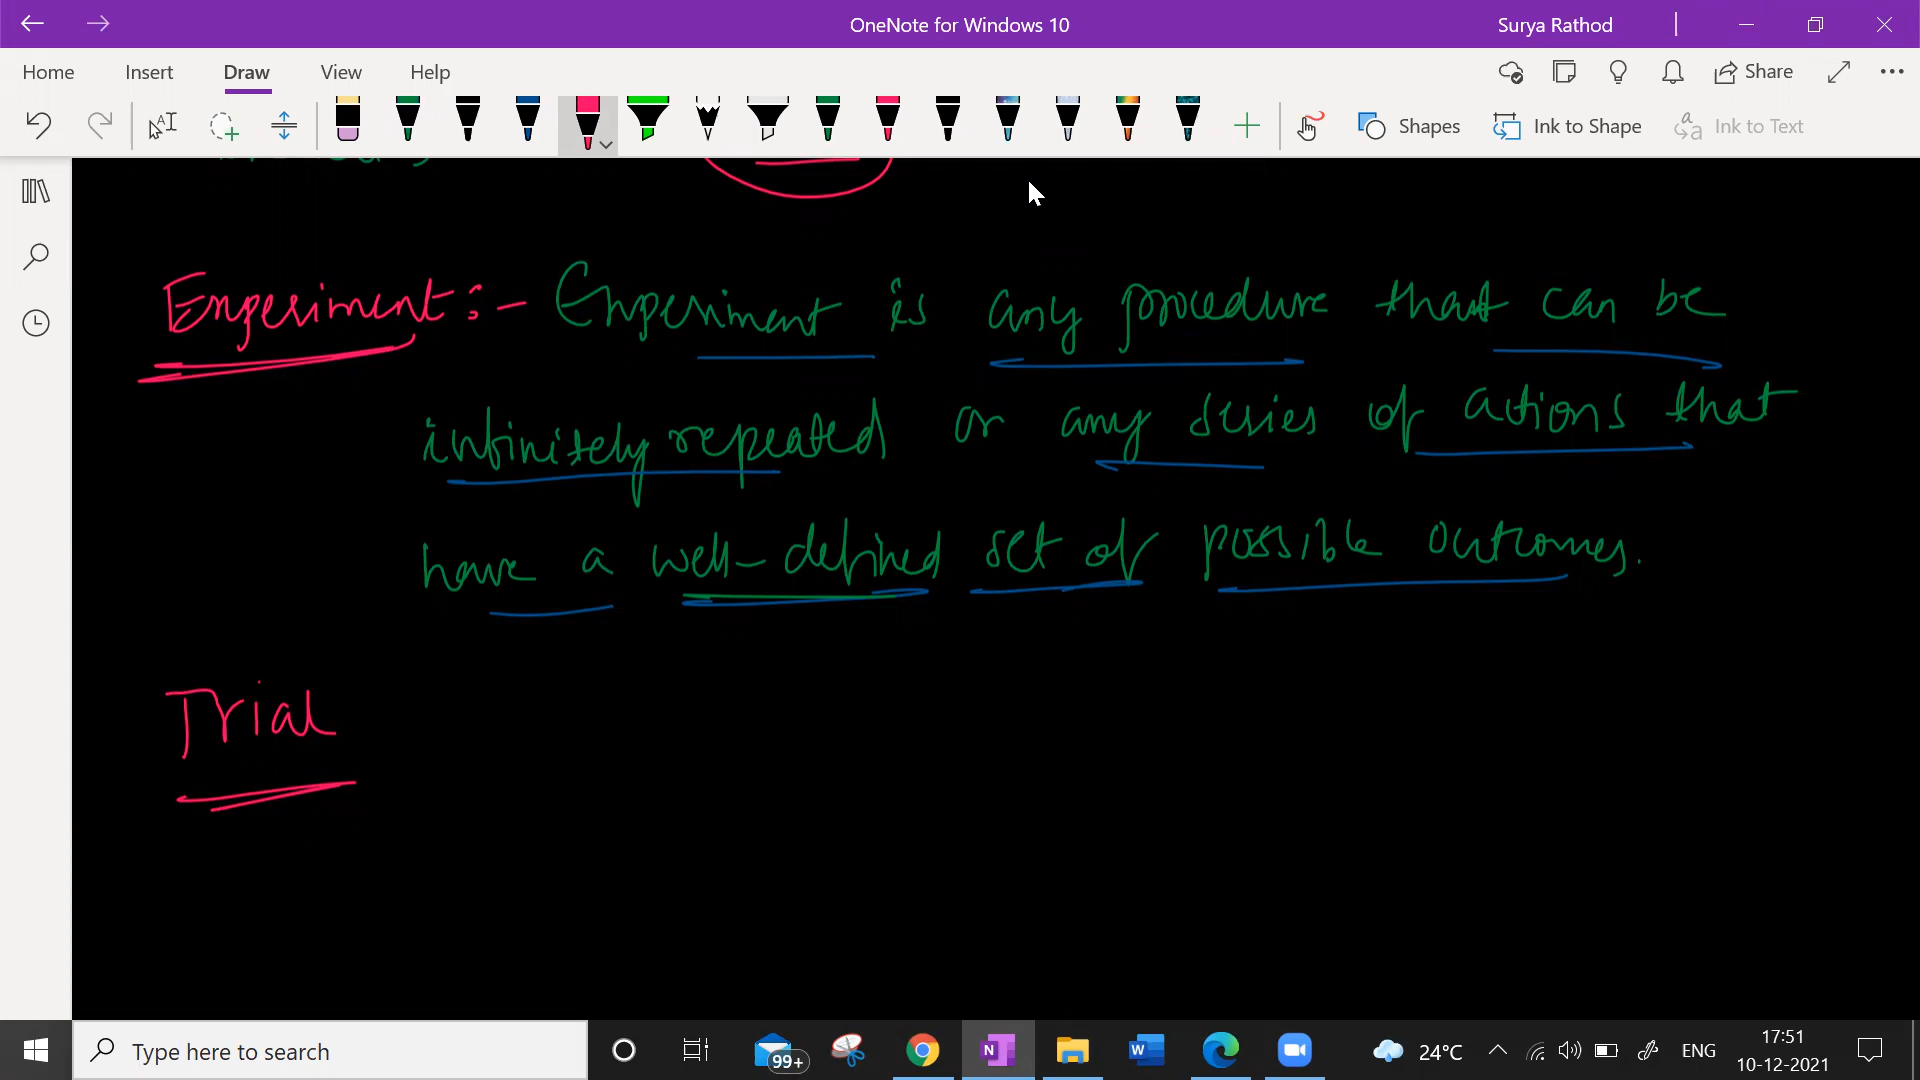 OneNote for Windows 10
Surya Rathod
Home Insert Draw View Help
Share
Shapes
Ink to Shape
Ink to Text
Experiment :- Experiment is any procedure that can be
infinitely repeated or any series of actions that
have a well-defined set of possible outcomes.
Trial
Type here to search
99+
24°C
ENG
17:51
10-12-2021